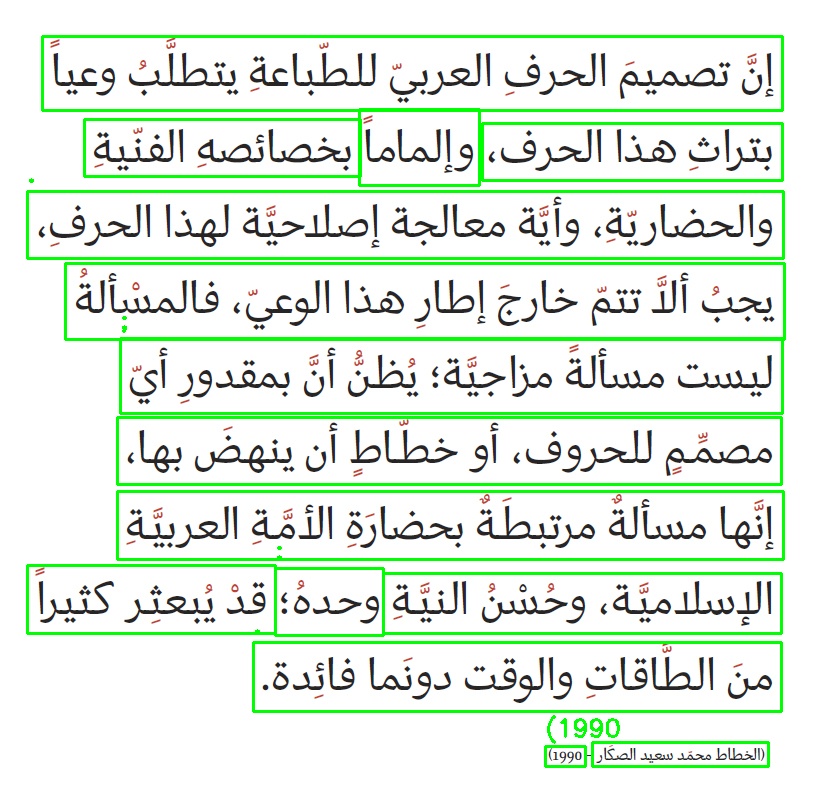 إنَّ تصميمَ الحرفِ العربيّ للطّباعةِ يتطلَّبُ وعياً
بتراثِ هذا الحرف، وإلماماً بخصائصهِ الفنّيةِ
والحضاريّةِ، وأيَّة معالجة إصلاحيَّة لهذا الحرفِ،
يجبُ ألاَّ تتمّ خارجَ إطارِ هذا الوعيّ، فالمسْألةُ
ليست مسألةً مزاجيَّة؛ يُظنُّ أنَّ بمقدورِ أيّ
مصمِّمٍ للحروف، أو خطّاطٍ أن ينهضَ بها،
إنَّها مسألةٌ مرتبطَةٌ بحضارَةِ الأمَّةِ العربيَّةِ
الإسلاميَّة، وحُسْنُ النيَّةِ وحدهُ؛ قدْ يُبعثِر كثيراً
منَ الطَّاقاتِ والوقت دونَما فائِدة.
(1990
(الخطاط محمّد سعيد الصكَار - 1990)